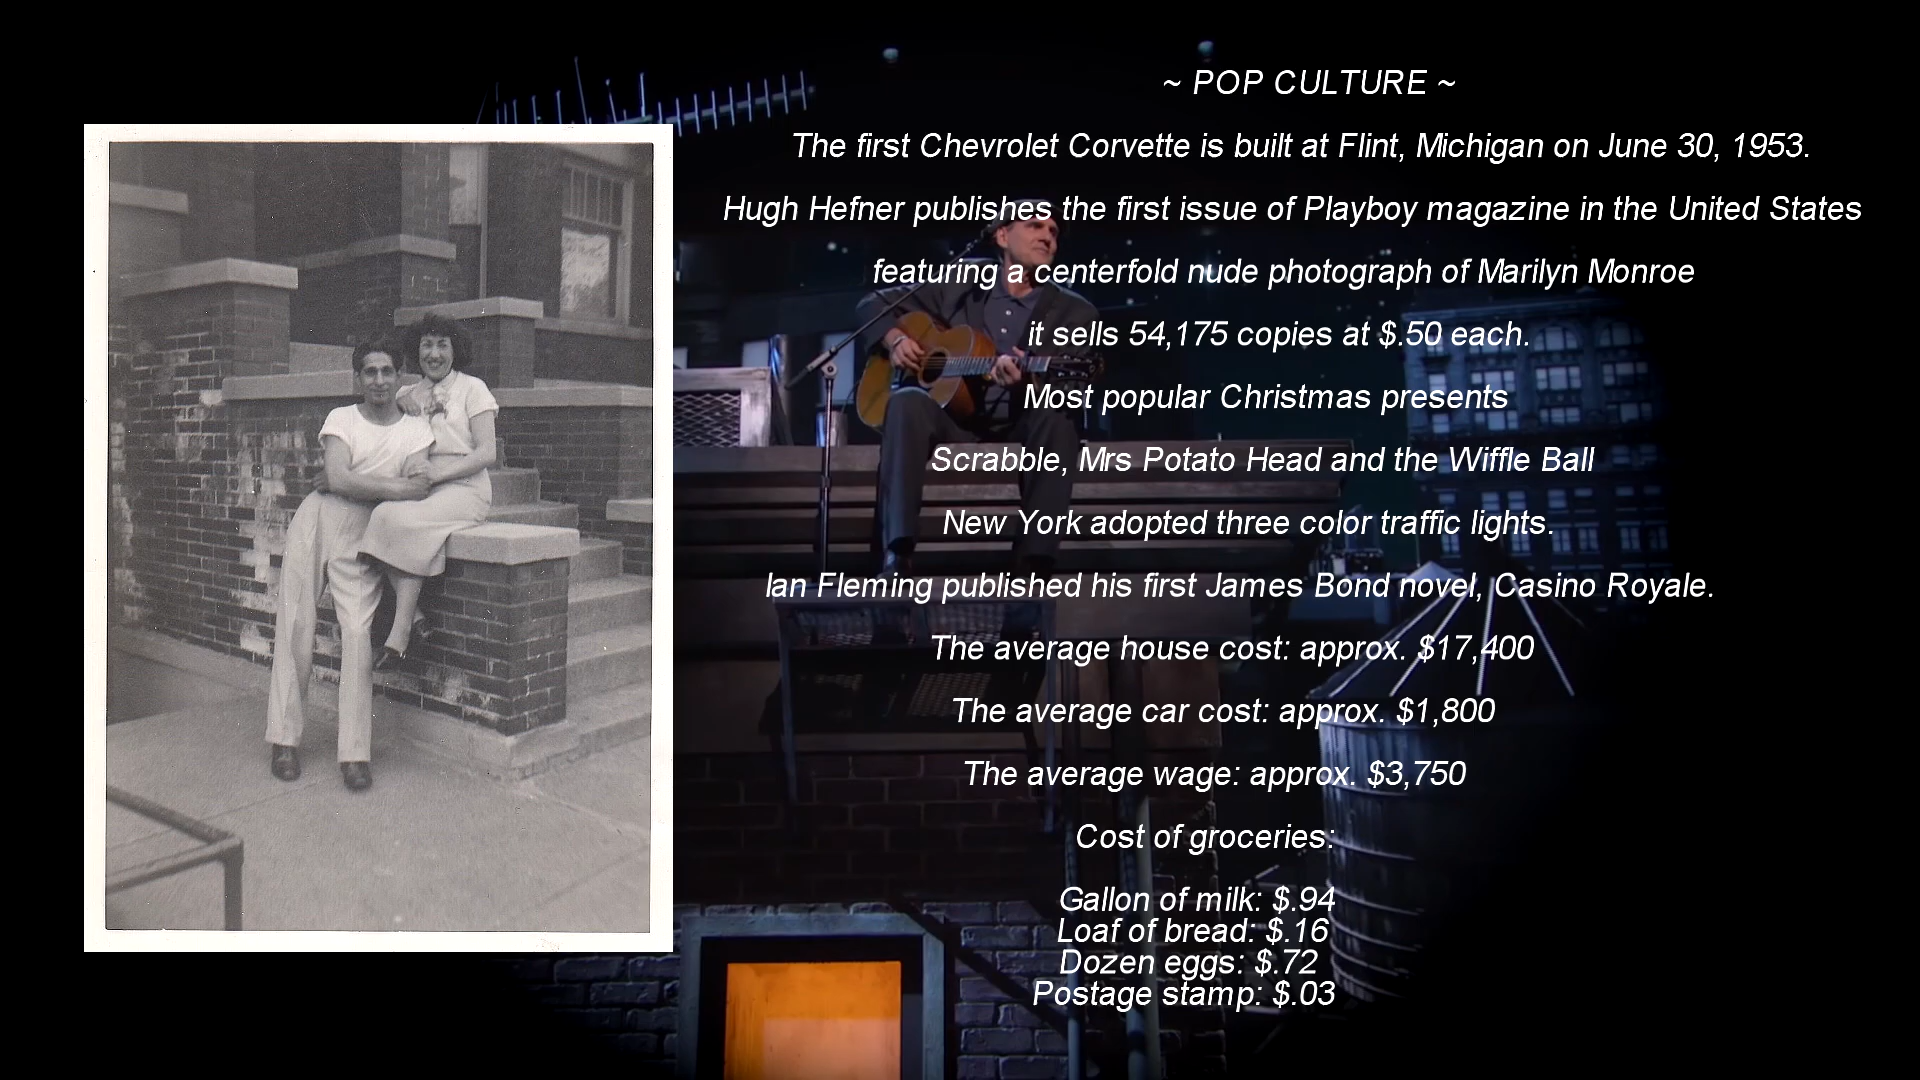 ~ POP CULTURE ~
The first Chevrolet Corvette is built at Flint, Michigan on June 30, 1953.
Hugh Hefner publishes the first issue of Playboy magazine in the United States
featuring a centerfold nude photograph of Marilyn Monroe
it sells 54,175 copies at $.50 each.
Most popular Christmas presents
Scrabble, Mrs Potato Head and the Wiffle Ball
New York adopted three color traffic lights.
Ian Fleming published his first James Bond novel, Casino Royale.
The average house cost: approx. $17,400
The average car cost: approx. $1,800
The average wage: approx. $3,750
Cost of groceries:
Gallon of milk: $.94
Loaf of bread: $.16
Dozen eggs: $.72
Postage stamp: $.03